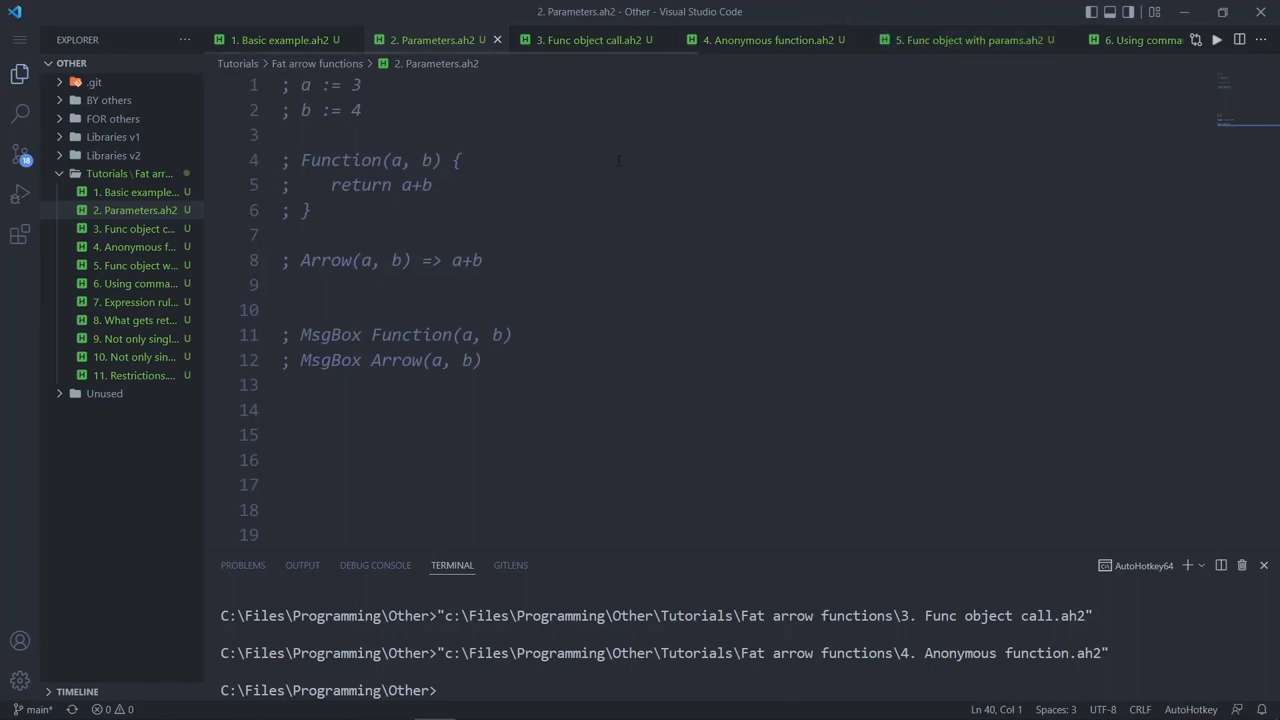 2. Parameters.ah2 - Other - Visual Studio Code
EXPLORER
1. Basic example.ah2 U
2. Parameters.ah2 U
3. Func object call.ah2 U
4. Anonymous function.ah2 U
5. Func object with params.ah2 U
6. Using comma
OTHER
Tutorials > Fat arrow functions > 2. Parameters.ah2
.git
BY others
FOR others
Libraries v1
Libraries v2
Tutorials \ Fat arr...
1. Basic example... U
2. Parameters.ah2 U
3. Func object c... U
4. Anonymous f... U
5. Func object w... U
6. Using comma... U
7. Expression rul... U
8. What gets ret... U
9. Not only singl... U
10. Not only sin... U
11. Restrictions.... U
Unused
18
1 ; a := 3
2 ; b := 4
3
4 ; Function(a, b) {
5 ;    return a+b
6 ; }
7
8 ; Arrow(a, b) => a+b
9
10
11 ; MsgBox Function(a, b)
12 ; MsgBox Arrow(a, b)
13
14
15
16
17
18
19
PROBLEMS OUTPUT DEBUG CONSOLE TERMINAL GITLENS
AutoHotkey64
C:\Files\Programming\Other>"c:\Files\Programming\Other\Tutorials\Fat arrow functions\3. Func object call.ah2"
C:\Files\Programming\Other>"c:\Files\Programming\Other\Tutorials\Fat arrow functions\4. Anonymous function.ah2"
C:\Files\Programming\Other>
TIMELINE
main* 0 0 Ln 40, Col 1 Spaces: 3 UTF-8 CRLF AutoHotkey